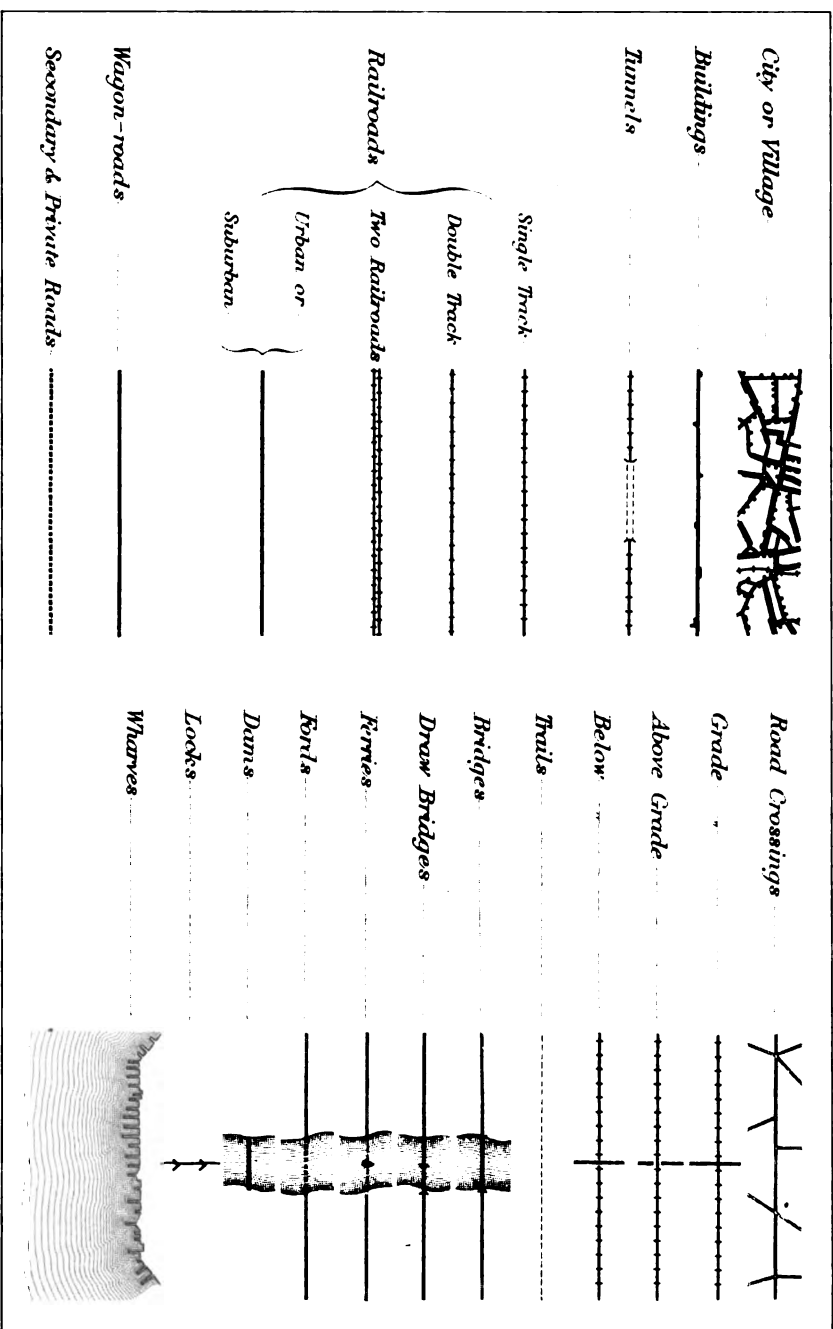 City or Village
Buildings
Tunnels
Railroads
Single Track
Double Track
Two Railroads
Urban or
Suburban
Wagon-roads
Secondary & Private Roads
Road Crossings
Grade "
Above Grade
Below "
Trails
Bridges
Draw Bridges
Ferries
Fords
Dams
Locks
Wharves